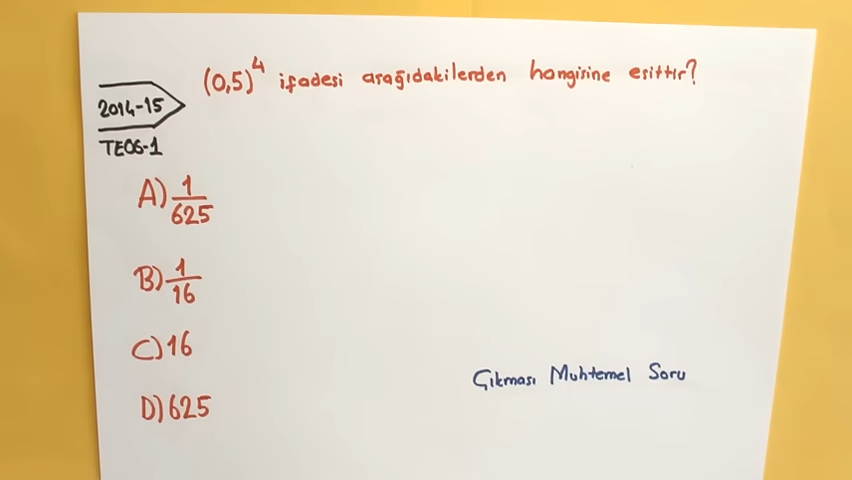 (0,5)⁴ ifadesi aşağıdakilerden hangisine eşittir?
2014-15
TEOG-1
A) 1/625
B) 1/16
C) 16
D) 625
Çıkması Muhtemel Soru